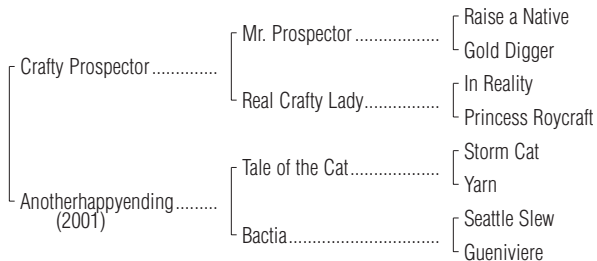 Raise a Native
Mr. Prospector
Gold Digger
Crafty Prospector
In Reality
Real Crafty Lady
Princess Roycraft
Storm Cat
Tale of the Cat
Yarn
Anotherhappyending
(2001)
Seattle Slew
Bactia
Gueniviere